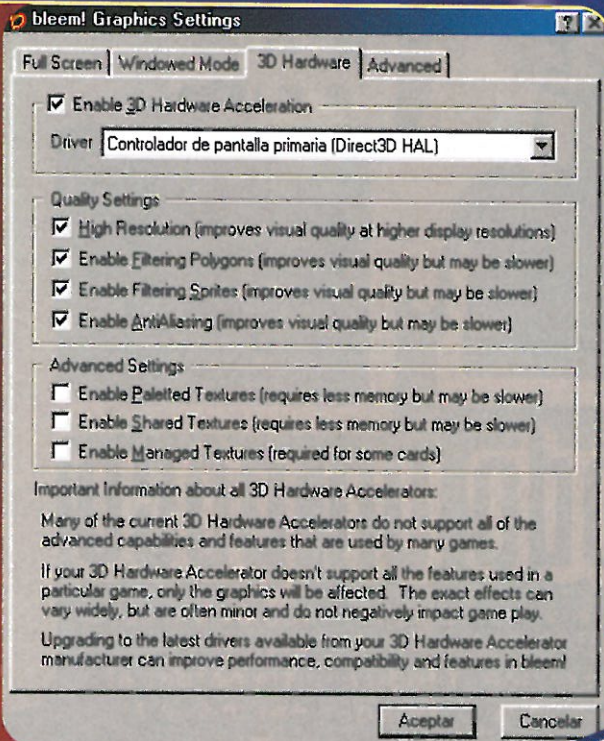 bleem! Graphics Settings
Full Screen Windowed Mode 3D Hardware Advanced
Enable 3D Hardware Acceleration
Driver Controlador de pantalla primaria (Direct3D HAL)
Quality Settings
High Resolution (improves visual quality at higher display resolutions)
Enable Filtering Polygons (improves visual quality but may be slower)
Enable Filtering Sprites (improves visual quality but may be slower)
Enable AntiAliasing (improves visual quality but may be slower)
Advanced Settings
Enable Paletted Textures (requires less memory but may be slower)
Enable Shared Textures (requires less memory but may be slower)
Enable Managed Textures (required for some cards)
Important Information about all 3D Hardware Accelerators:
Many of the current 3D Hardware Accelerators do not support all of the
advanced capabilities and features that are used by many games.
If your 3D Hardware Accelerator doesn't support all the features used in a
particular game, only the graphics will be affected. The exact effects can
vary widely, but are often minor and do not negatively impact game play.
Upgrading to the latest drivers available from your 3D Hardware Accelerator
manufacturer can improve performance, compatibility and features in bleem!
Aceptar Cancelar